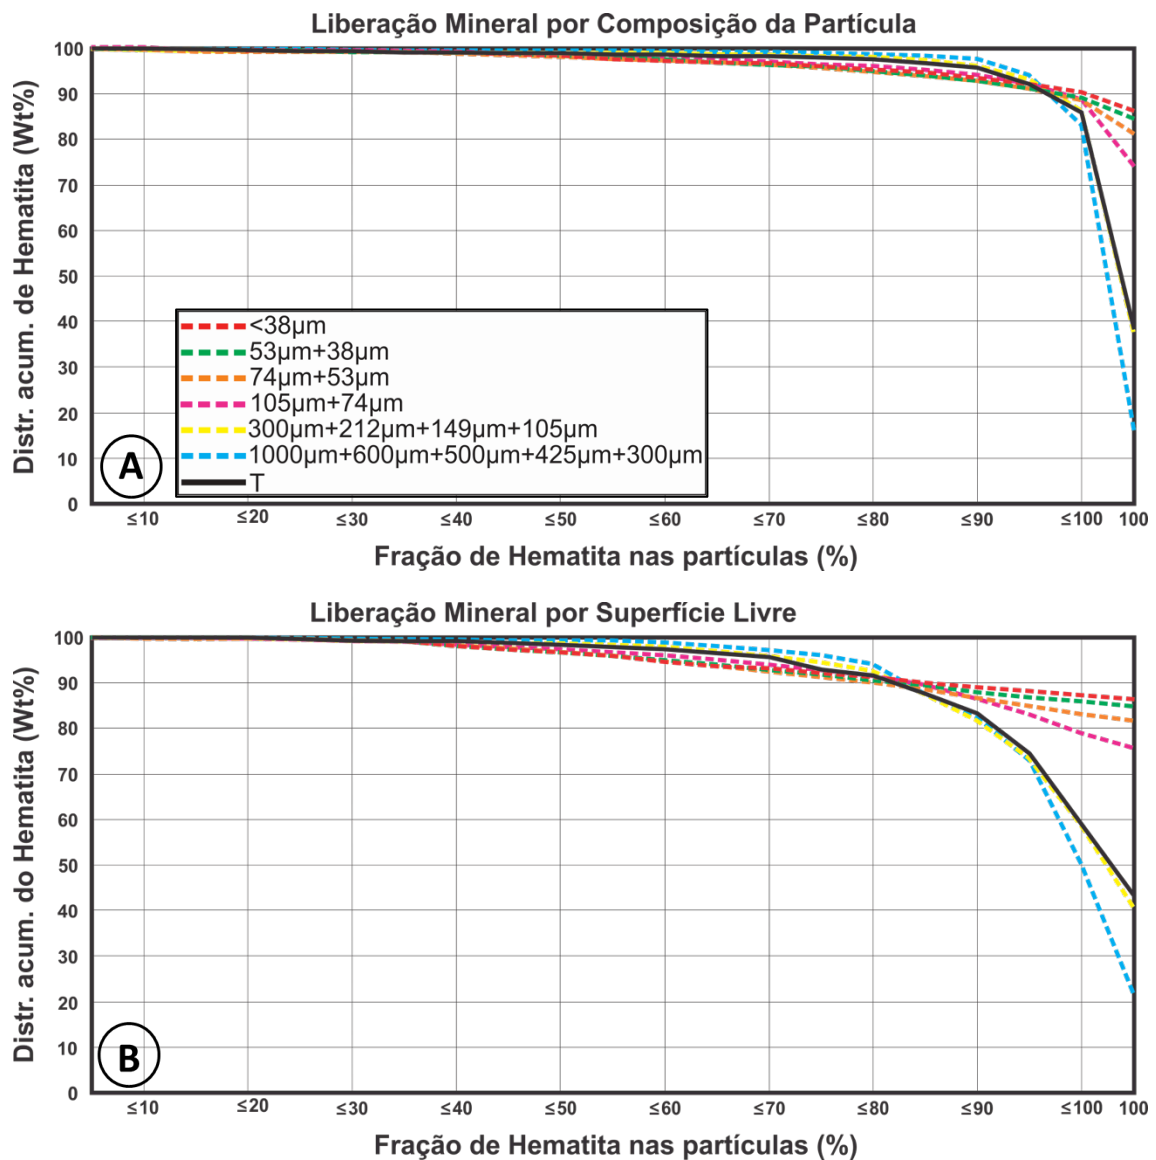 Liberação Mineral por Composição da Partícula
Distr. acum. de Hematita (Wt%)
100
90
80
70
60
50
40
30
20
10
0
<38µm
53µm+38µm
74µm+53µm
105µm+74µm
300µm+212µm+149µm+105µm
1000µm+600µm+500µm+425µm+300µm
T
A
≤10 ≤20 ≤30 ≤40 ≤50 ≤60 ≤70 ≤80 ≤90 ≤100 100
Fração de Hematita nas partículas (%)
Liberação Mineral por Superfície Livre
Distr. acum. do Hematita (Wt%)
100
90
80
70
60
50
40
30
20
10
0
B
≤10 ≤20 ≤30 ≤40 ≤50 ≤60 ≤70 ≤80 ≤90 ≤100 100
Fração de Hematita nas partículas (%)